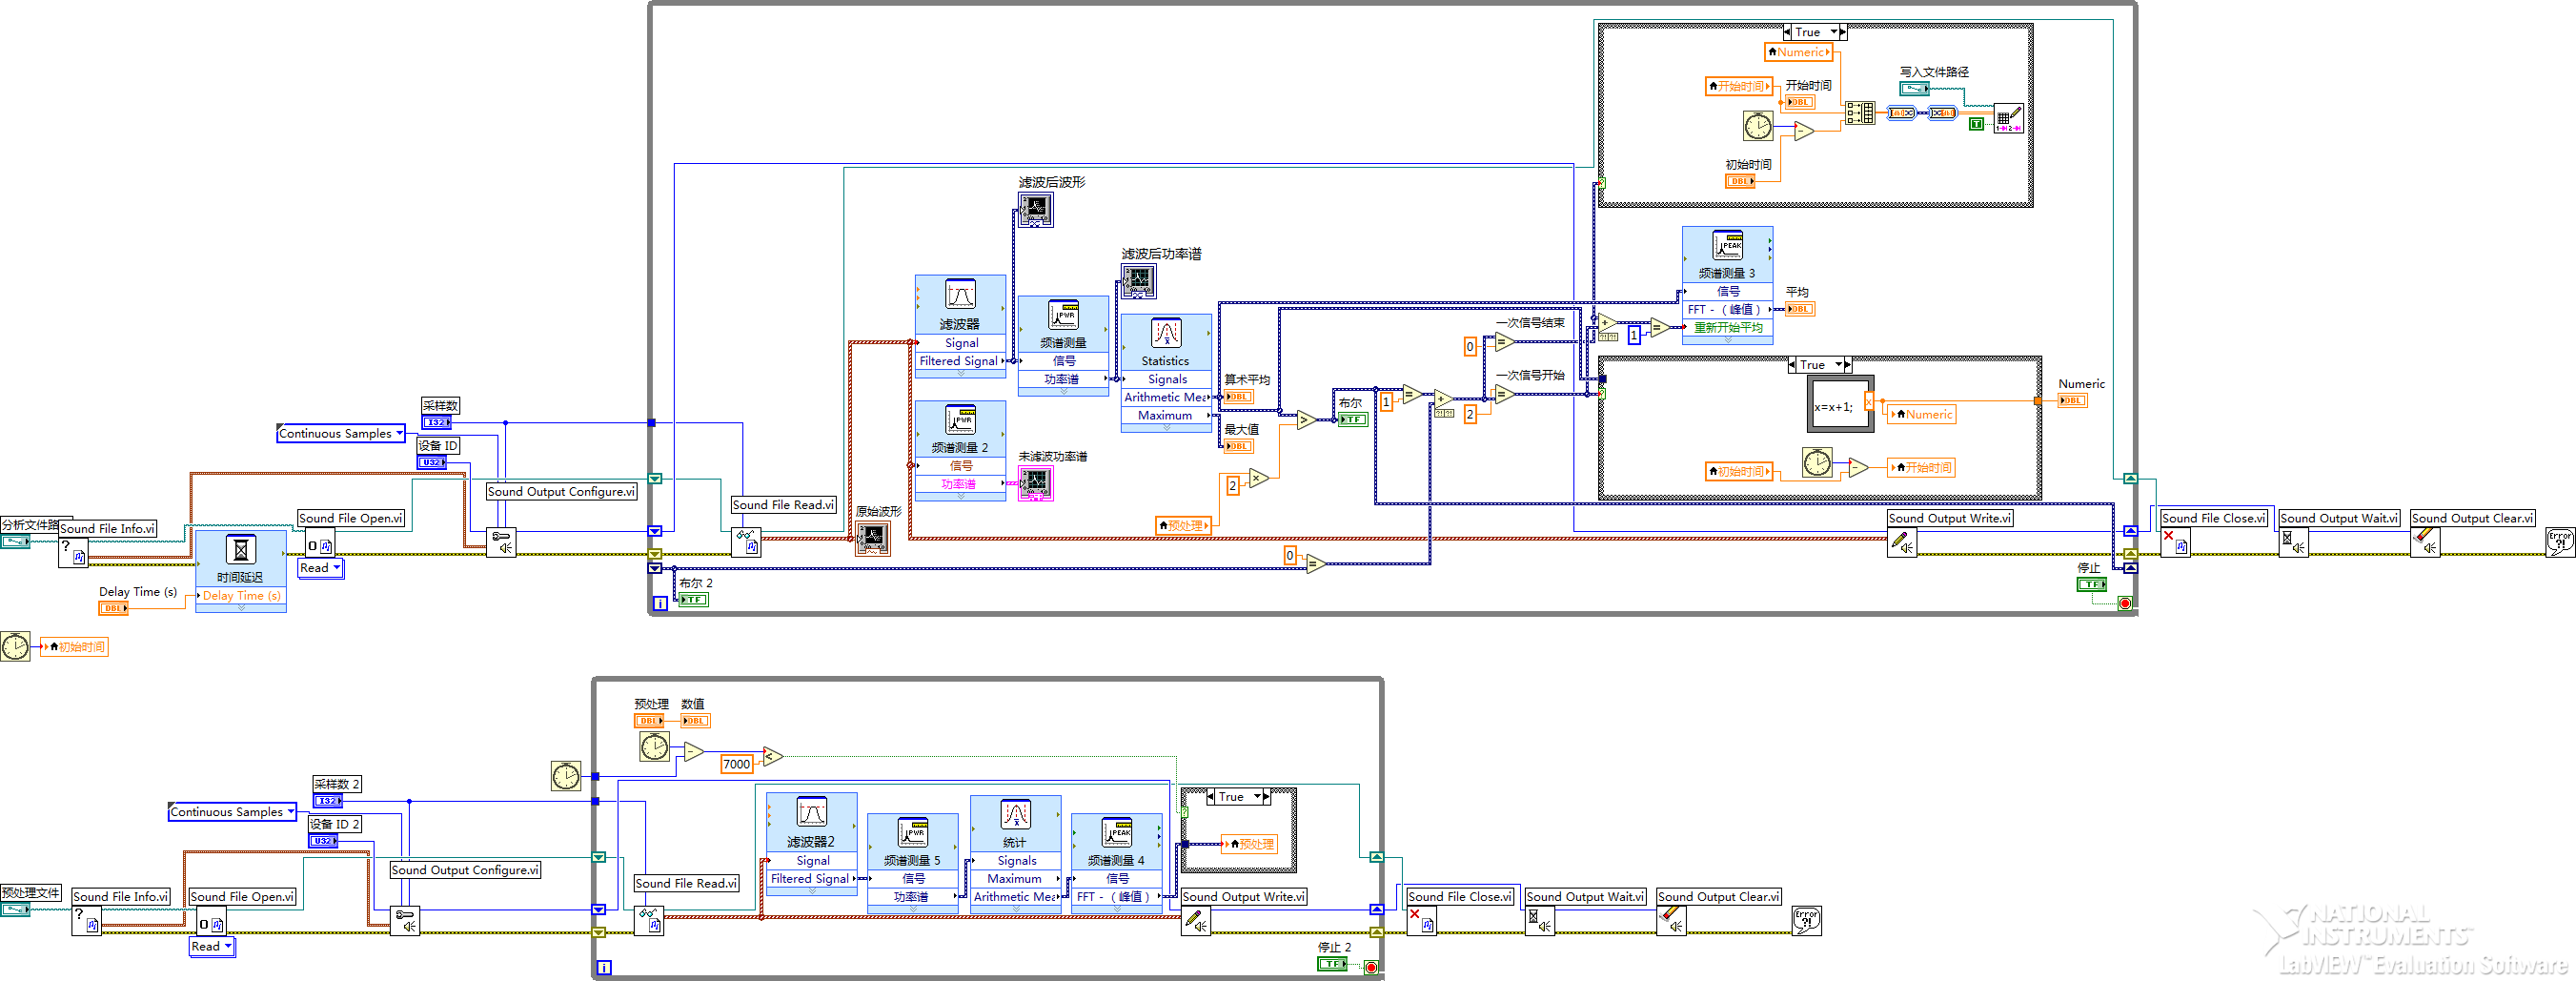 True
Numeric
开始时间
开始时间
DBL
写入文件路径
T
初始时间
DBL
滤波后波形
滤波后功率谱
滤波器
Signal
Filtered Signal
频谱测量
信号
功率谱
Statistics
Signals
Arithmetic Mea
Maximum
频谱测量 2
信号
功率谱
未滤波功率谱
算术平均
DBL
最大值
DBL
布尔
TF
2
预处理
1
2
0
一次信号结束
一次信号开始
0
1
频谱测量 3
信号
FFT - （峰值）
重新开始平均
平均
DBL
True
x=x+1;
x
Numeric
Numeric
DBL
初始时间
开始时间
采样数
I32
Continuous Samples
设备 ID
U32
Sound Output Configure.vi
Sound File Read.vi
原始波形
分析文件路
Sound File Info.vi
Sound File Open.vi
Read
时间延迟
Delay Time (s)
Delay Time (s)
DBL
布尔 2
TF
i
Sound Output Write.vi
停止
TF
Sound File Close.vi
Sound Output Wait.vi
Sound Output Clear.vi
Error
?!
初始时间
预处理
数值
DBL
DBL
7000
采样数 2
I32
Continuous Samples
设备 ID 2
U32
Sound Output Configure.vi
预处理文件
Sound File Info.vi
Sound File Open.vi
Read
Sound File Read.vi
滤波器2
Signal
Filtered Signal
频谱测量 5
信号
功率谱
统计
Signals
Maximum
Arithmetic Mea
频谱测量 4
信号
FFT - （峰值）
True
预处理
Sound Output Write.vi
停止 2
TF
i
Sound File Close.vi
Sound Output Wait.vi
Sound Output Clear.vi
Error
?!
NATIONAL
INSTRUMENTS™
LabVIEW™ Evaluation Software